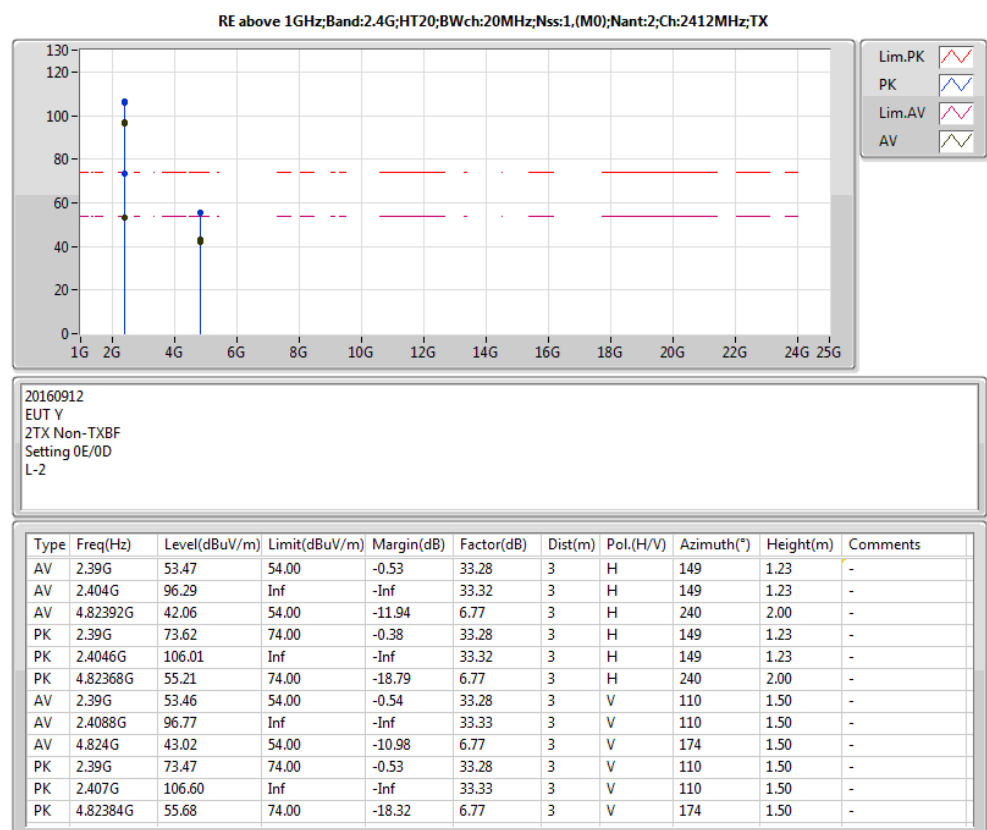 RE above 1GHz;Band:2.4G;HT20;BWch:20MHz;Nss:1,(M0);Nant:2;Ch:2412MHz;TX
130
120
100
80
60
40
20
0
1G 2G 4G 6G 8G 10G 12G 14G 16G 18G 20G 22G 24G 25G
Lim.PK
PK
Lim.AV
AV
20160912
EUT Y
2TX Non-TXBF
Setting 0E/0D
L-2
Type Freq(Hz) Level(dBuV/m) Limit(dBuV/m) Margin(dB) Factor(dB) Dist(m) Pol.(H/V) Azimuth(°) Height(m) Comments
AV 2.39G 53.47 54.00 -0.53 33.28 3 H 149 1.23 -
AV 2.404G 96.29 Inf -Inf 33.32 3 H 149 1.23 -
AV 4.82392G 42.06 54.00 -11.94 6.77 3 H 240 2.00 -
PK 2.39G 73.62 74.00 -0.38 33.28 3 H 149 1.23 -
PK 2.4046G 106.01 Inf -Inf 33.32 3 H 149 1.23 -
PK 4.82368G 55.21 74.00 -18.79 6.77 3 H 240 2.00 -
AV 2.39G 53.46 54.00 -0.54 33.28 3 V 110 1.50 -
AV 2.4088G 96.77 Inf -Inf 33.33 3 V 110 1.50 -
AV 4.824G 43.02 54.00 -10.98 6.77 3 V 174 1.50 -
PK 2.39G 73.47 74.00 -0.53 33.28 3 V 110 1.50 -
PK 2.407G 106.60 Inf -Inf 33.33 3 V 110 1.50 -
PK 4.82384G 55.68 74.00 -18.32 6.77 3 V 174 1.50 -